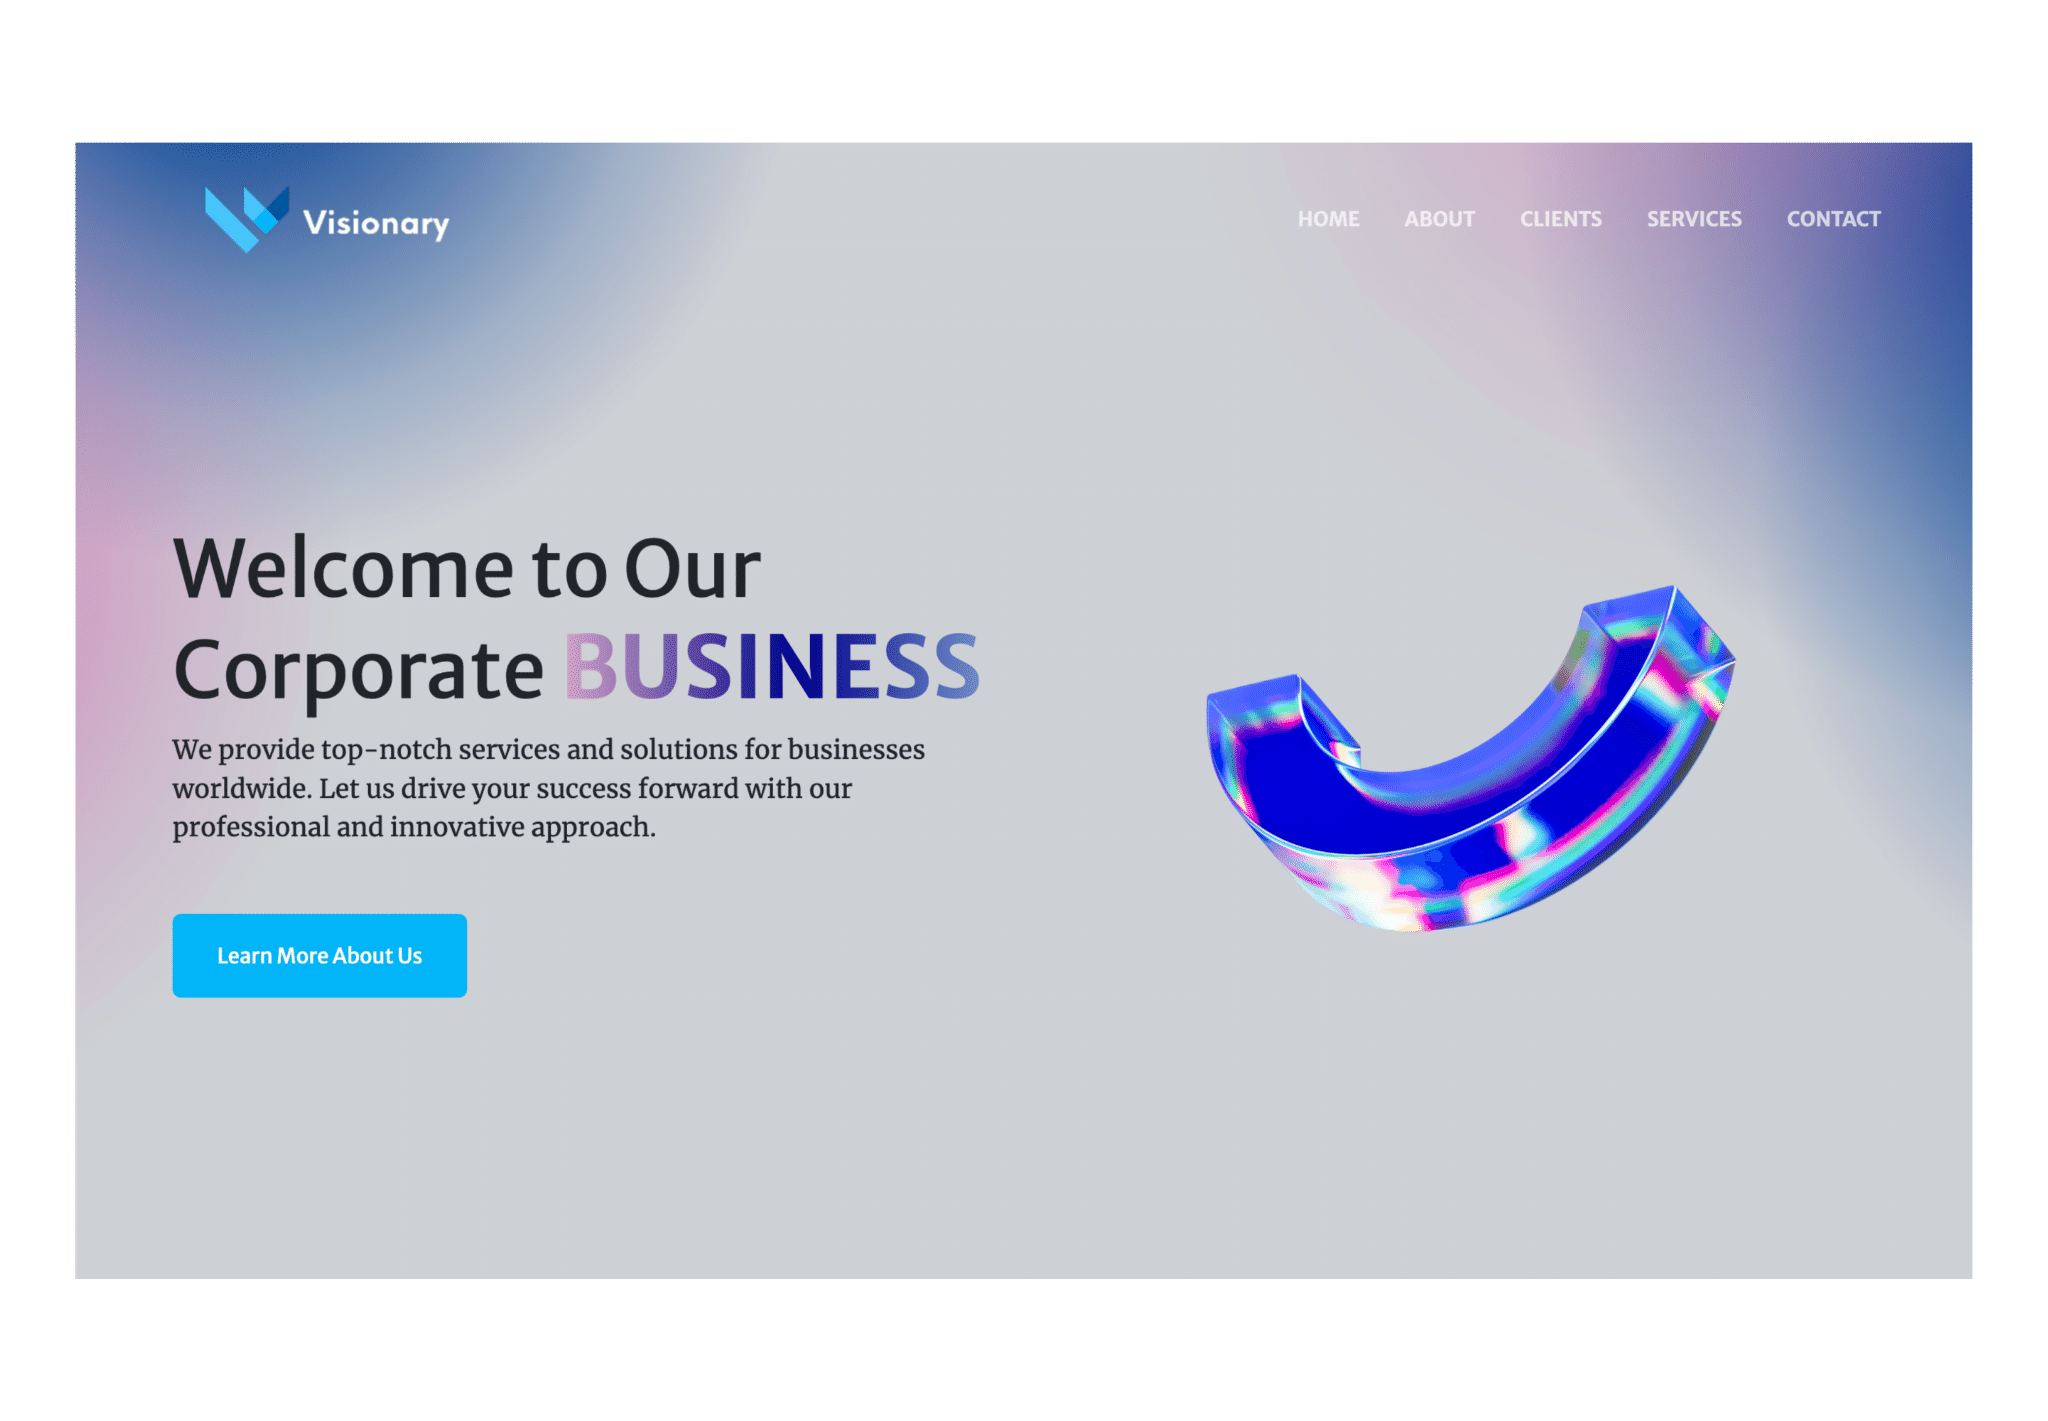 Visionary
HOME ABOUT CLIENTS SERVICES CONTACT
Welcome to Our
Corporate BUSINESS
We provide top-notch services and solutions for businesses
worldwide. Let us drive your success forward with our
professional and innovative approach.
Learn More About Us